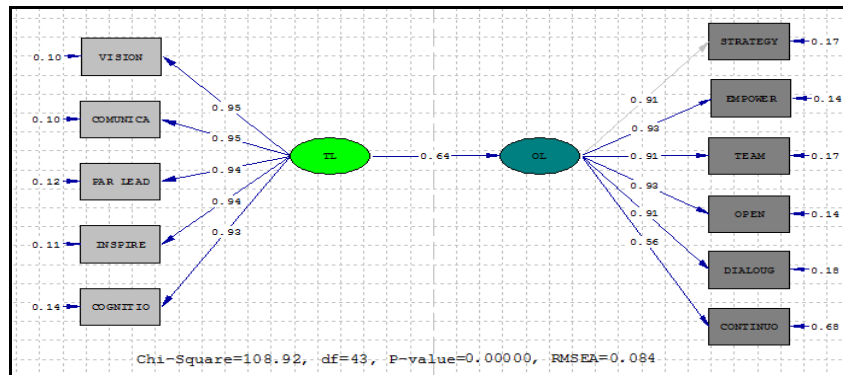 0.10 VISION
0.10 COMUNICA
0.12 PAR LEAD
0.11 INSPIRE
0.14 COGNITIO
0.95
0.95
0.94
0.94
0.93
TL
0.64
OL
0.91
0.93
0.91
0.93
0.91
0.56
STRATEGY 0.17
EMPOWER 0.14
TEAM 0.17
OPEN 0.14
DIALOUG 0.18
CONTINUO 0.68
Chi-Square=108.92, df=43, P-value=0.00000, RMSEA=0.084